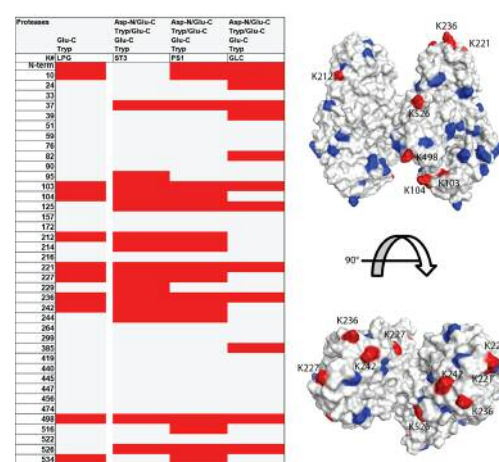 Proteases Asp-N/Glu-C Asp-N/Glu-C Asp-N/Glu-C
Tryp/Glu-C Tryp/Glu-C Tryp/Glu-C
Glu-C Glu-C Glu-C Glu-C
Tryp Tryp Tryp Tryp
K# LPG ST3 PS1 GLC
N-term
10
24
33
37
39
51
59
76
82
90
95
103
104
125
157
172
212
214
216
221
227
229
236
242
244
264
299
385
419
440
445
447
456
474
498
516
522
526
534
K236
K221
K212
K526
K498
K104
K103
90°
K236
K227
K227
K242
K242
K221
K236
K526